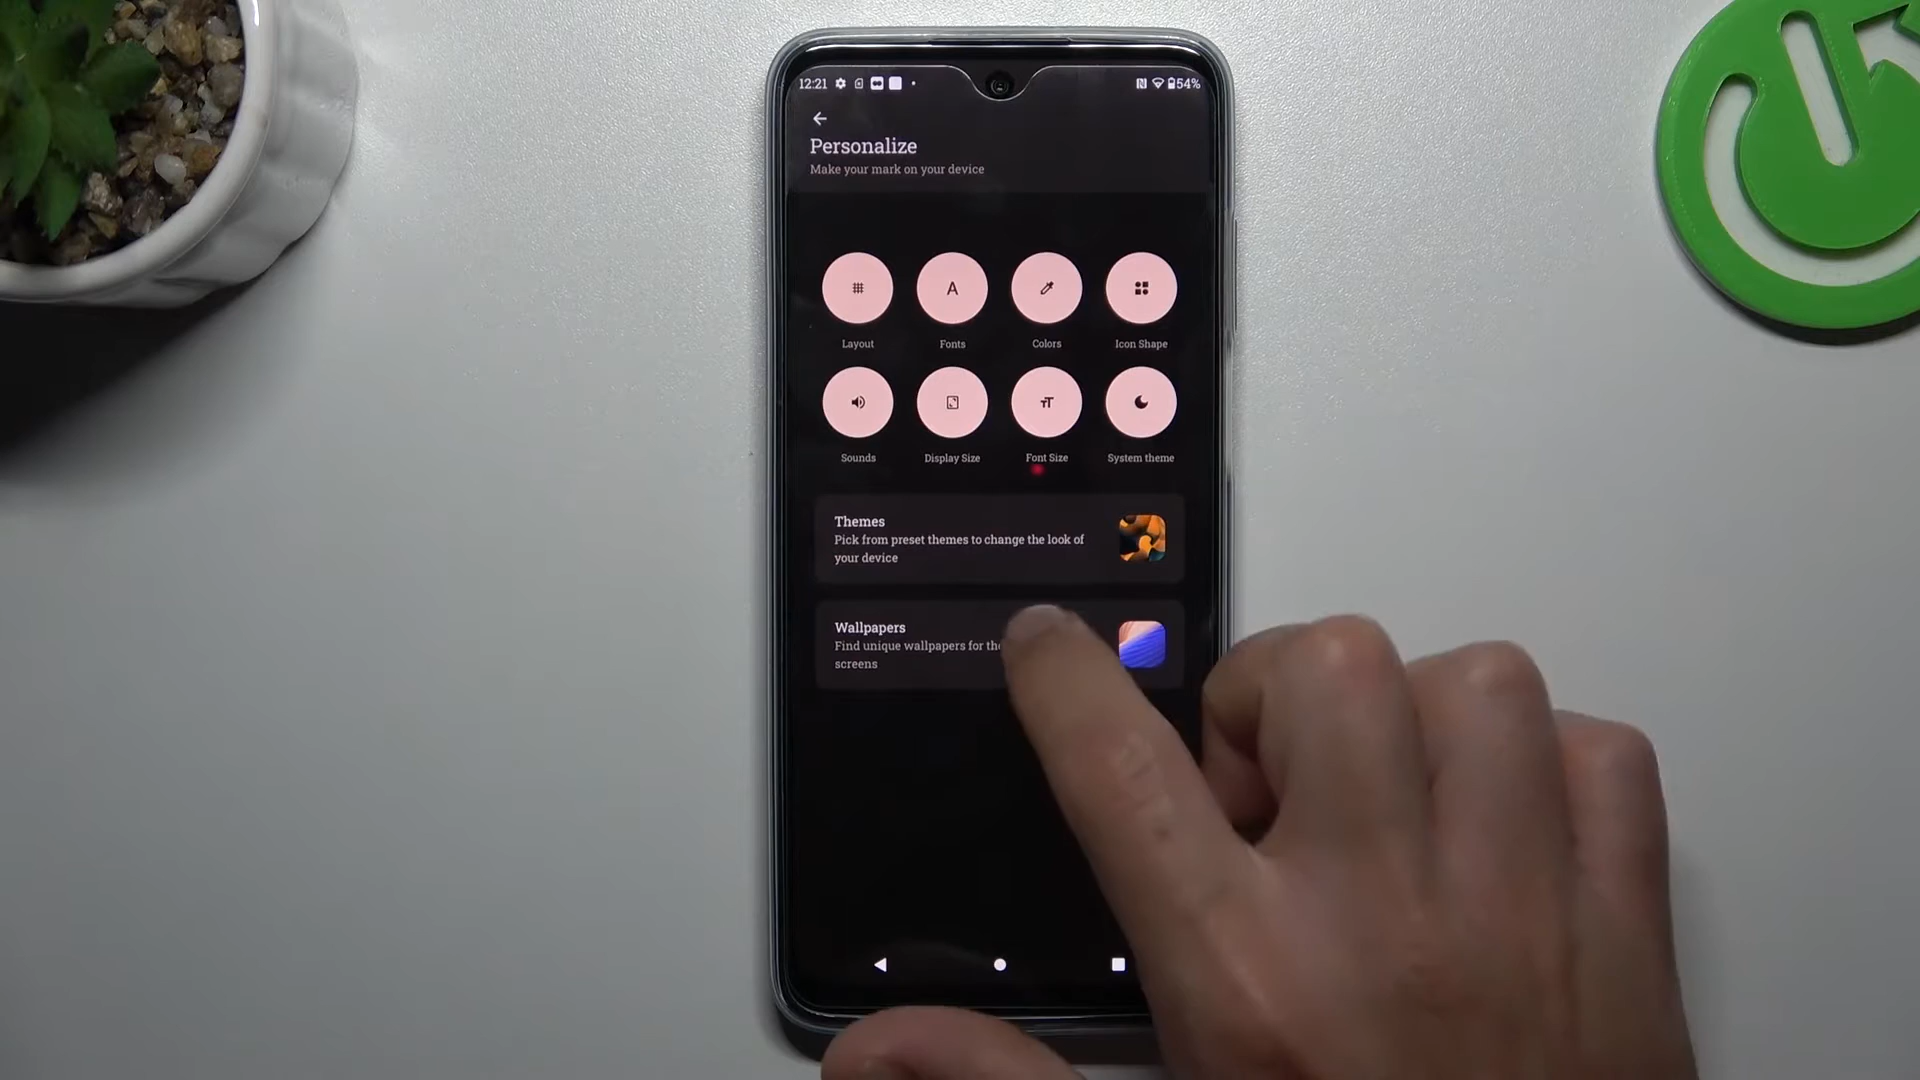 12:21
54%
Personalize
Make your mark on your device
A
Layout
Fonts
Colors
Icon Shape
TT
Sounds
Display Size
Font Size
System theme
Themes
Pick from preset themes to change the look of
your device
Wallpapers
Find unique wallpapers for
screens